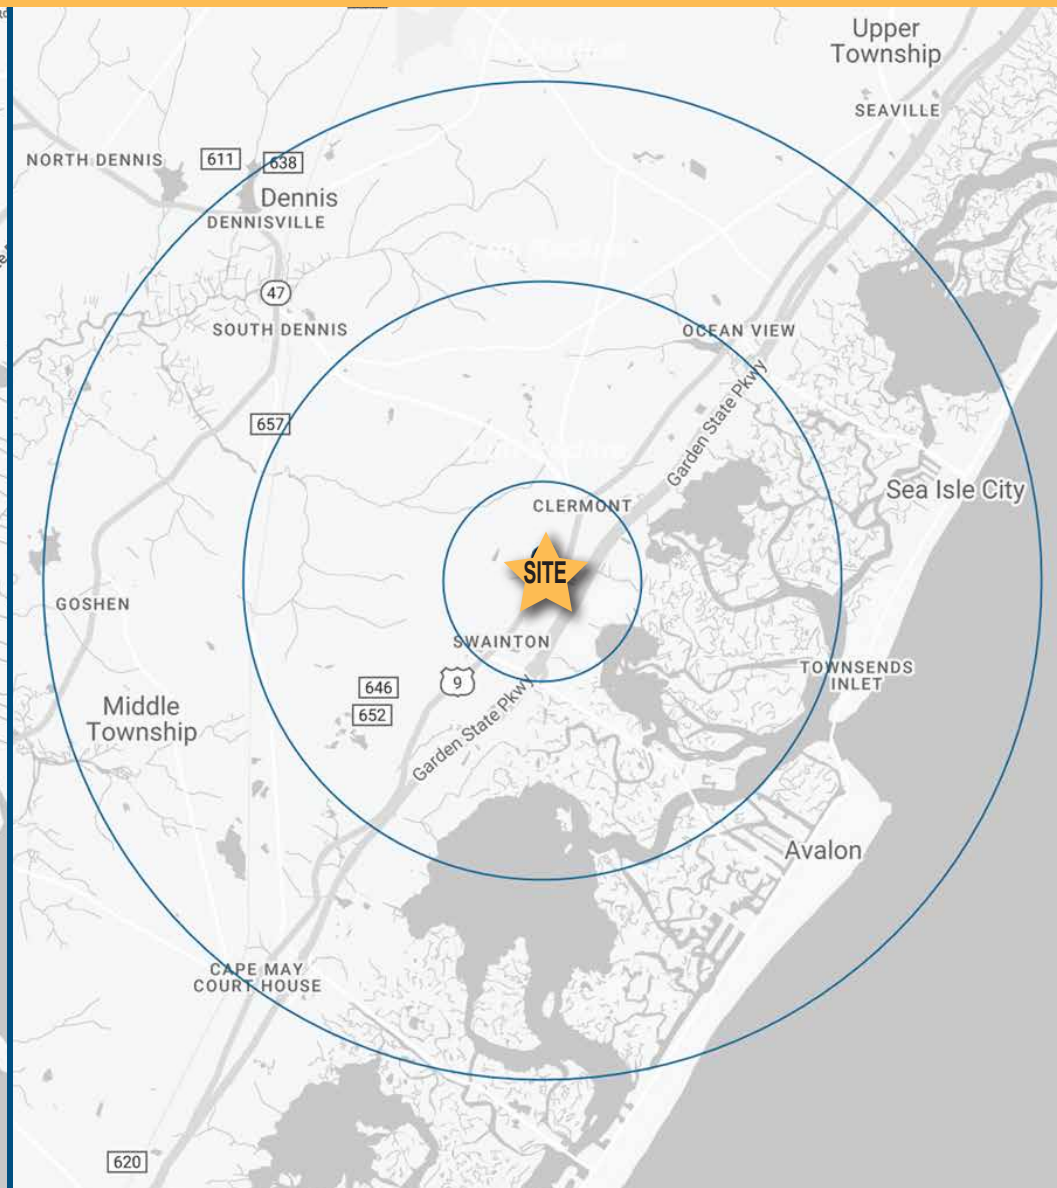 Upper
Township
SEAVILLE
NORTH DENNIS
611
638
Dennis
DENNISVILLE
47
SOUTH DENNIS
OCEAN VIEW
Garden State Pkwy
657
Sea Isle City
CLERMONT
SITE
GOSHEN
SWAINTON
TOWNSENDS
INLET
9
646
652
Middle
Township
Garden State Pkwy
Avalon
CAPE MAY
COURT HOUSE
620